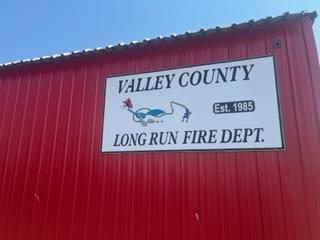 VALLEY COUNTY
Est. 1985
LONG RUN FIRE DEPT.